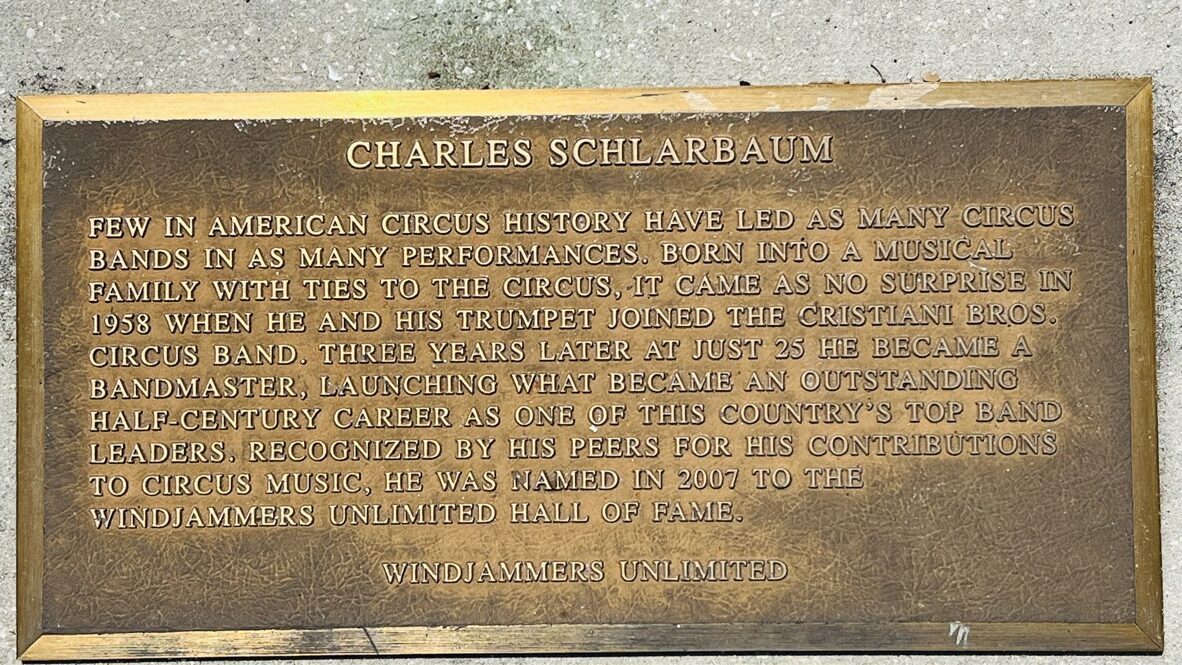 CHARLES SCHLARBAUM
FEW IN AMERICAN CIRCUS HISTORY HAVE LED AS MANY CIRCUS
BANDS IN AS MANY PERFORMANCES. BORN INTO A MUSICAL
FAMILY WITH TIES TO THE CIRCUS, IT CAME AS NO SURPRISE IN
1958 WHEN HE AND HIS TRUMPET JOINED THE CRISTIANI BROS.
CIRCUS BAND. THREE YEARS LATER AT JUST 25 HE BECAME A
BANDMASTER, LAUNCHING WHAT BECAME AN OUTSTANDING
HALF-CENTURY CAREER AS ONE OF THIS COUNTRY'S TOP BAND
LEADERS. RECOGNIZED BY HIS PEERS FOR HIS CONTRIBUTIONS
TO CIRCUS MUSIC, HE WAS NAMED IN 2007 TO THE
WINDJAMMERS UNLIMITED HALL OF FAME.
WINDJAMMERS UNLIMITED